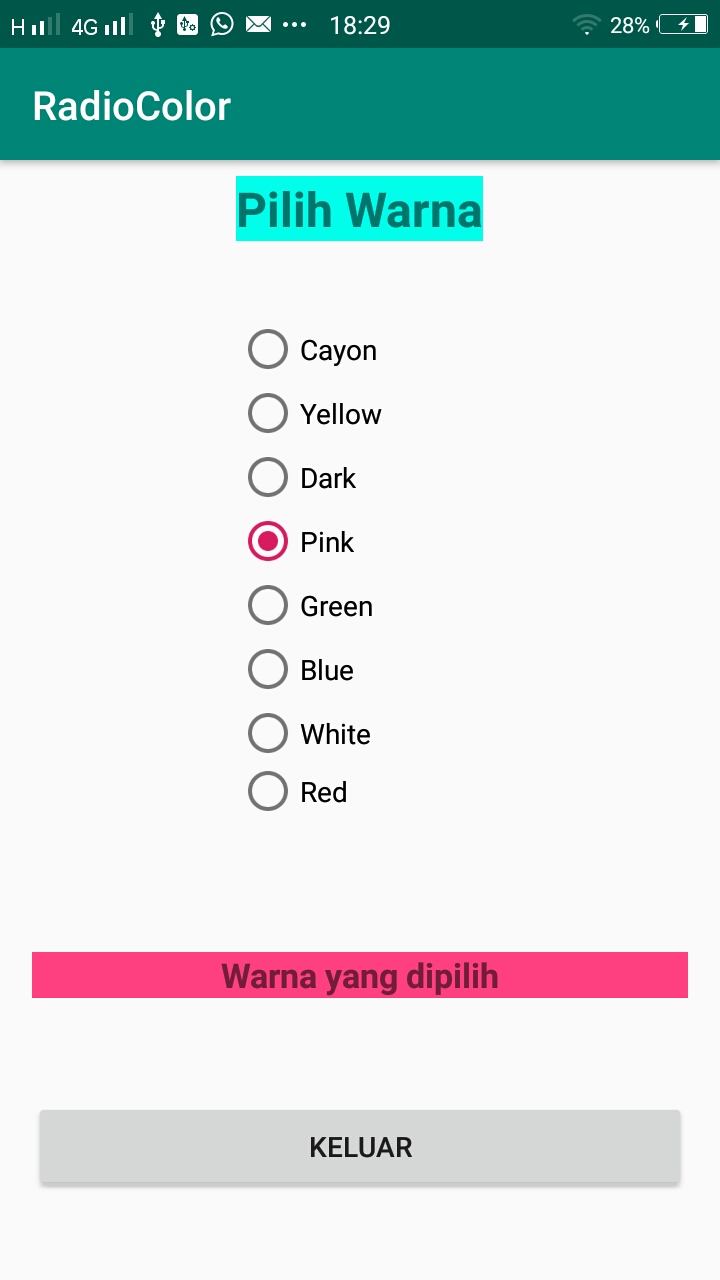 H 4G 18:29 28%
RadioColor
Pilih Warna
Cayon
Yellow
Dark
Pink
Green
Blue
White
Red
Warna yang dipilih
KELUAR